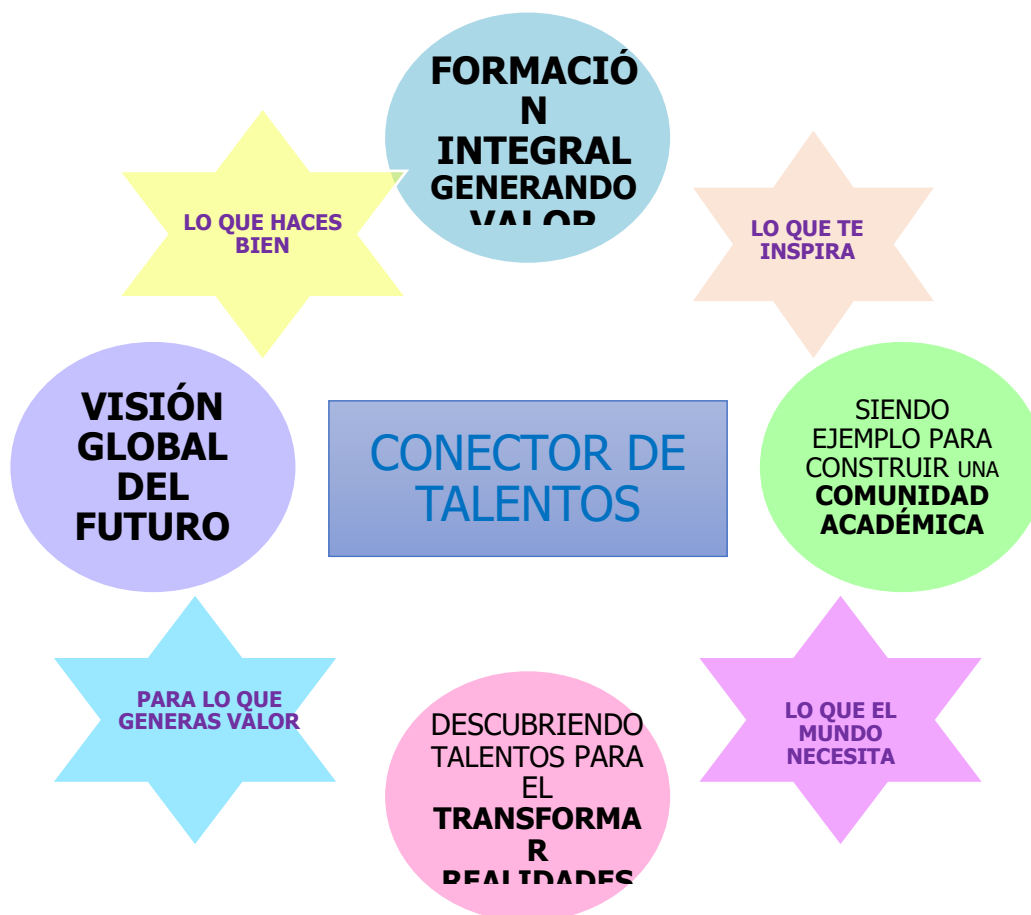 FORMACIÓ
N
INTEGRAL
GENERANDO
VALOR
LO QUE HACES
BIEN
LO QUE TE
INSPIRA
VISIÓN
GLOBAL
DEL
FUTURO
CONECTOR DE
TALENTOS
SIENDO
EJEMPLO PARA
CONSTRUIR UNA
COMUNIDAD
ACADÉMICA
PARA LO QUE
GENERAS VALOR
DESCUBRIENDO
TALENTOS PARA
EL
TRANSFORMA
R
REALIDADES
LO QUE EL
MUNDO
NECESITA